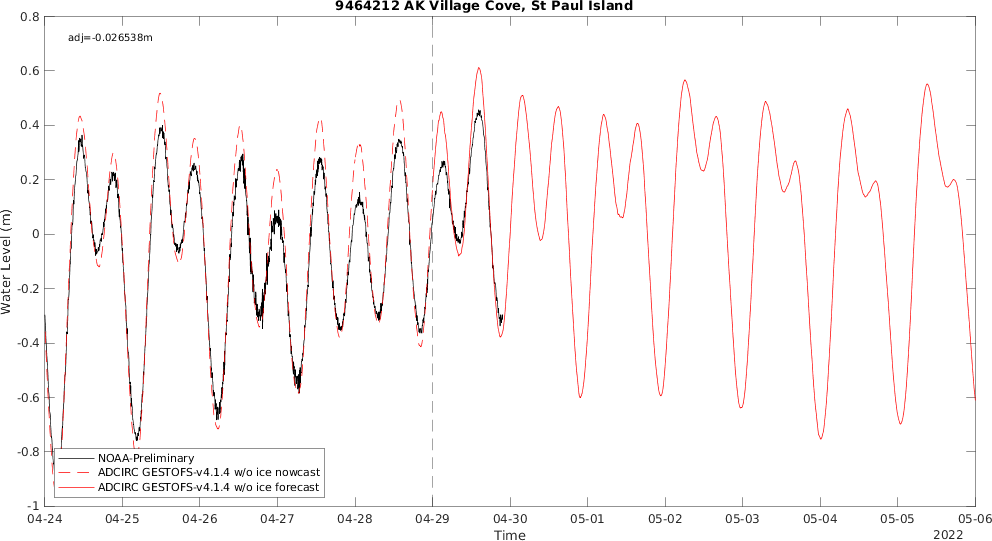 9464212 AK Village Cove, St Paul Island
adj=-0.026538m
Water Level (m)
0.8
0.6
0.4
0.2
0
-0.2
-0.4
-0.6
-0.8
-1
NOAA-Preliminary
ADCIRC GESTOFS-v4.1.4 w/o ice nowcast
ADCIRC GESTOFS-v4.1.4 w/o ice forecast
04-24 04-25 04-26 04-27 04-28 04-29 04-30 05-01 05-02 05-03 05-04 05-05 05-06
Time
2022